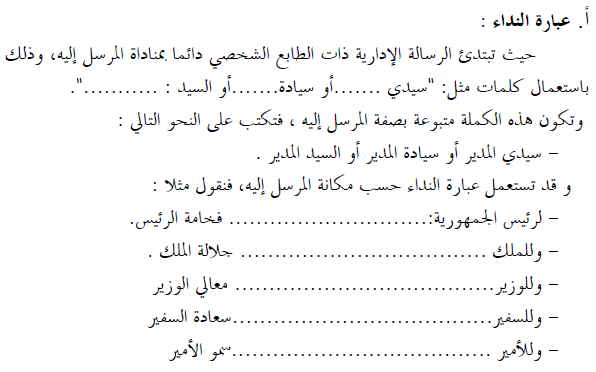 أ. عبارة النداء :
حيث تبتدئ الرسالة الإدارية ذات الطابع الشخصي دائما بمناداة المرسل إليه، وذلك
باستعمال كلمات مثل: "سيدي .......أو سيادة.......أو السيد : ...........".
وتكون هذه الكملة متبوعة بصفة المرسل إليه ، فتكتب على النحو التالي :
– سيدي المدير أو سيادة المدير أو السيد المدير .
و قد تستعمل عبارة النداء حسب مكانة المرسل إليه، فنقول مثلا :
– لرئيس الجمهورية:.............................. فخامة الرئيس.
– وللملك ..................................... جلالة الملك .
– وللوزير....................................... معالي الوزير
– وللسفير.......................................سعادة السفير
– وللأمير .......................................سمو الأمير